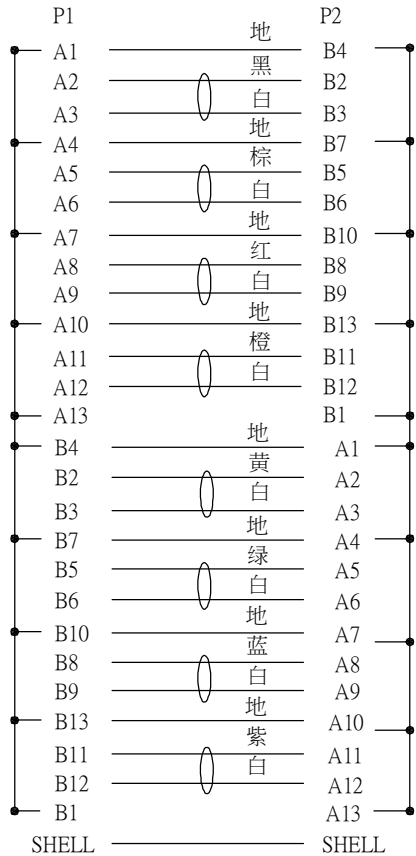 P1 P2
A1 地 B4
A2 黑 B2
A3 白 B3
A4 地 B7
A5 棕 B5
A6 白 B6
A7 地 B10
A8 红 B8
A9 白 B9
A10 地 B13
A11 橙 B11
A12 白 B12
A13 B1
B4 地 A1
B2 黄 A2
B3 白 A3
B7 地 A4
B5 绿 A5
B6 白 A6
B10 地 A7
B8 蓝 A8
B9 白 A9
B13 地 A10
B11 紫 A11
B12 白 A12
B1 A13
SHELL SHELL